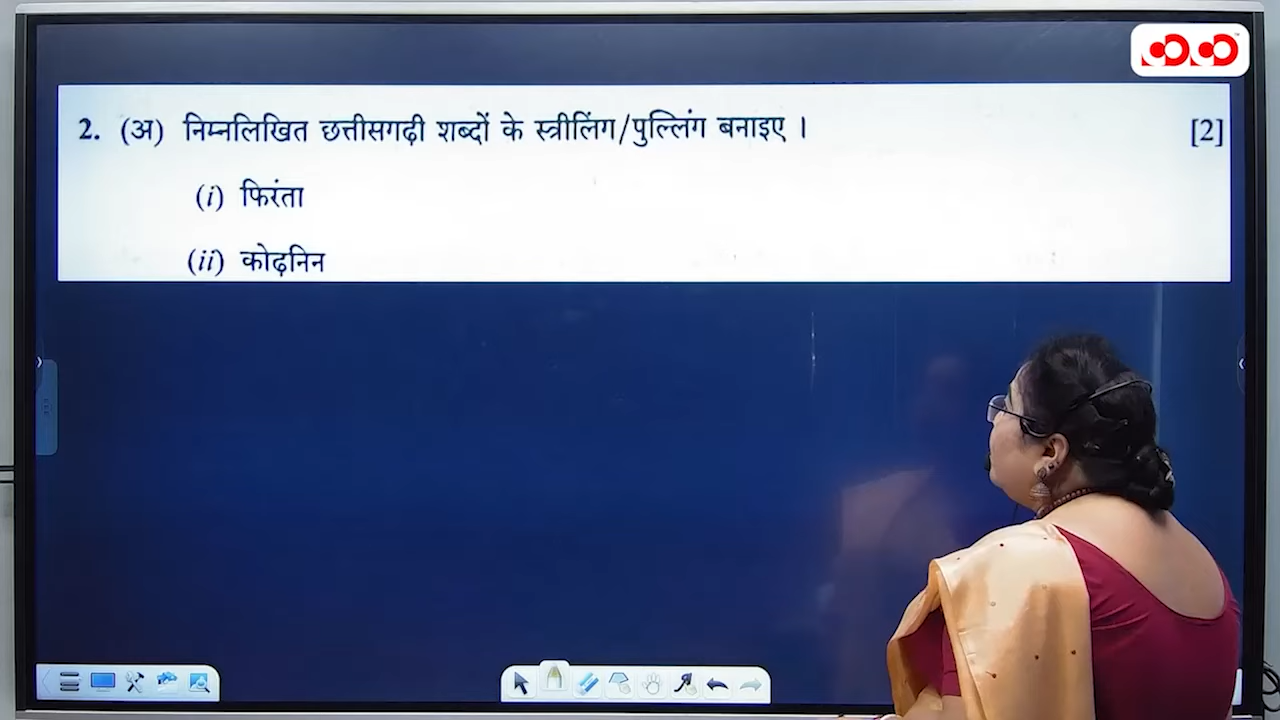 2. (अ) निम्नलिखित छत्तीसगढ़ी शब्दों के स्त्रीलिंग/पुल्लिंग बनाइए । [2]
(i) फिरंता
(ii) कोढ़निन